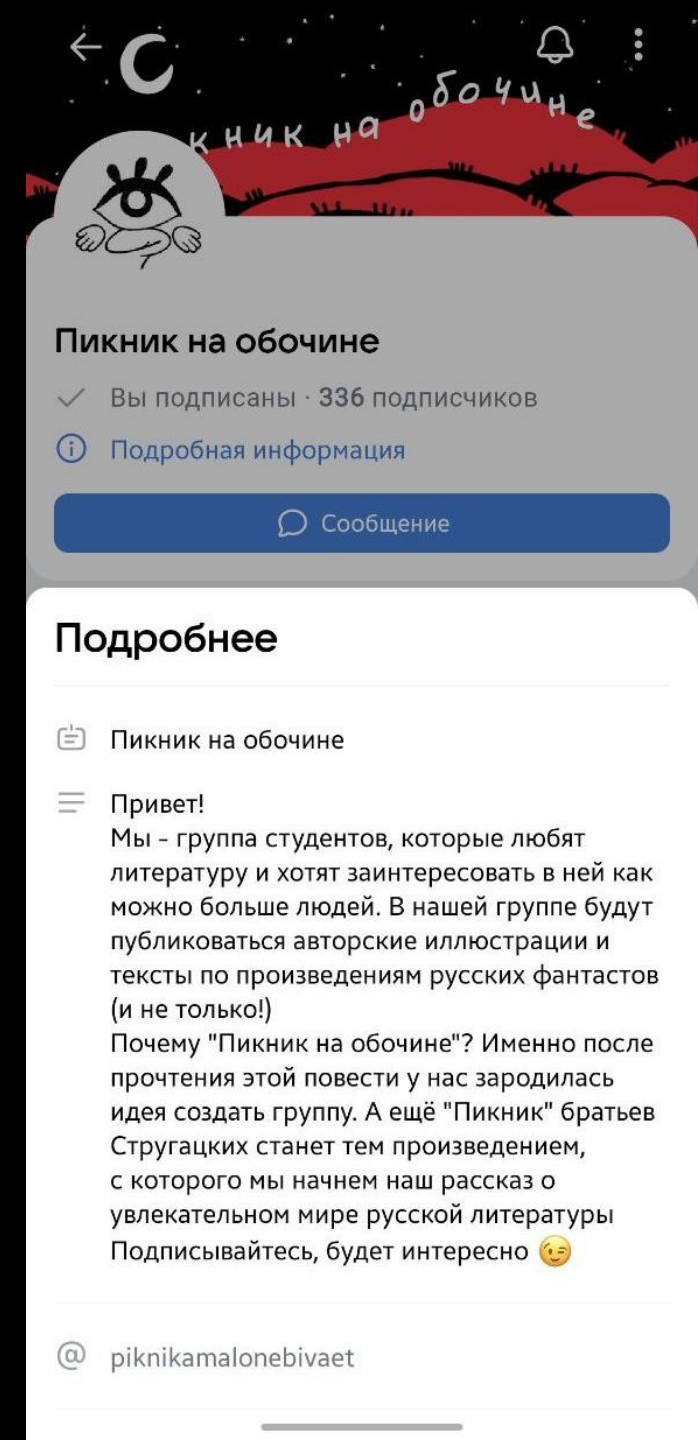 кник на обочине
Пикник на обочине
Вы подписаны · 336 подписчиков
Подробная информация
Сообщение
Подробнее
Пикник на обочине
Привет!
Мы - группа студентов, которые любят
литературу и хотят заинтересовать в ней как
можно больше людей. В нашей группе будут
публиковаться авторские иллюстрации и
тексты по произведениям русских фантастов
(и не только!)
Почему "Пикник на обочине"? Именно после
прочтения этой повести у нас зародилась
идея создать группу. А ещё "Пикник" братьев
Стругацких станет тем произведением,
с которого мы начнем наш рассказ о
увлекательном мире русской литературы
Подписывайтесь, будет интересно 😉
@ piknikamalonebivaet